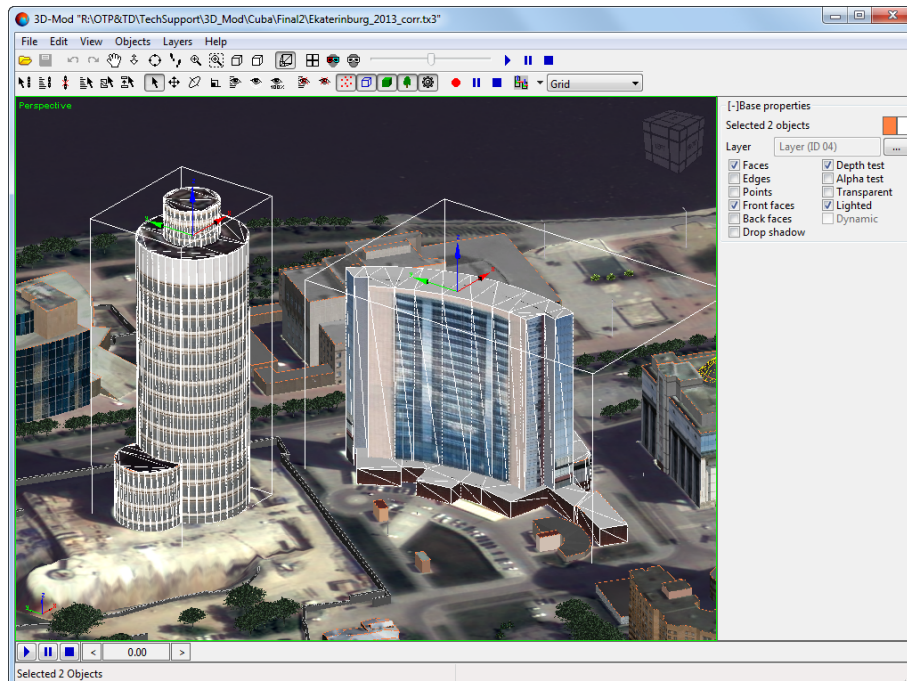 3D-Mod "R:\OTP&TD\TechSupport\3D_Mod\Cuba\Final2\Ekaterinburg_2013_corr.tx3"
File Edit View Objects Layers Help
Grid
Perspective
[-]Base properties
Selected 2 objects
Layer Layer (ID 04) ...
Faces Depth test
Edges Alpha test
Points Transparent
Front faces Lighted
Back faces Dynamic
Drop shadow
< 0.00 >
Selected 2 Objects